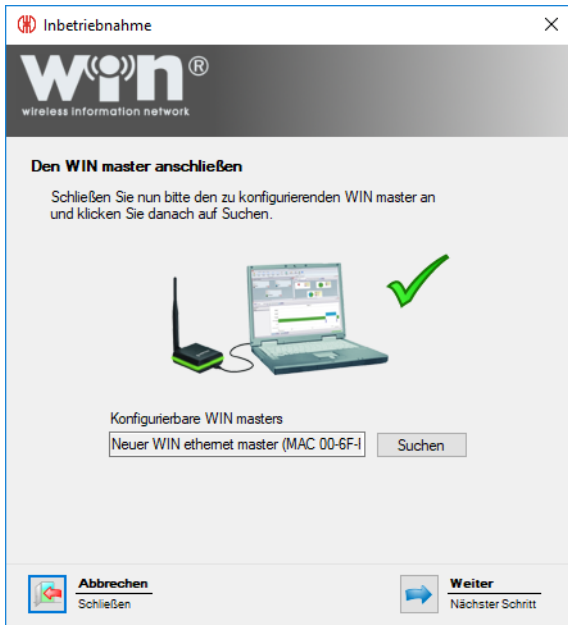 Inbetriebnahme
WIN®
wireless information network
Den WIN master anschließen
Schließen Sie nun bitte den zu konfigurierenden WIN master an
und klicken Sie danach auf Suchen.
Konfigurierbare WIN masters
Neuer WIN ethernet master (MAC 00-6F-I
Suchen
Abbrechen
Schließen
Weiter
Nächster Schritt